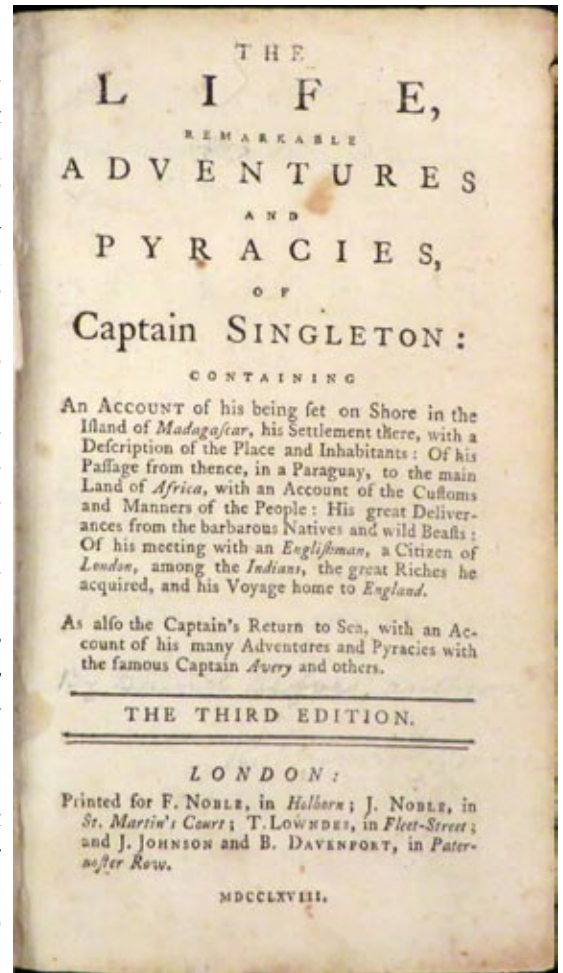 THE
LIFE,
REMARKABLE
ADVENTURES
AND
PYRACIES,
OF
Captain SINGLETON:
CONTAINING
An ACCOUNT of his being ſet on Shore in the
Iſland of Madagaſcar, his Settlement there, with a
Deſcription of the Place and Inhabitants: Of his
Paſſage from thence, in a Paraguay, to the main
Land of Africa, with an Account of the Cuſtoms
and Manners of the People: His great Deliver-
ances from the barbarous Natives and wild Beaſts:
Of his meeting with an Engliſhman, a Citizen of
London, among the Indians, the great Riches he
acquired, and his Voyage home to England.
As alſo the Captain's Return to Sea, with an Ac-
count of his many Adventures and Pyracies with
the famous Captain Avery and others.
THE THIRD EDITION.
LONDON:
Printed for F. NOBLE, in Holborn; J. NOBLE, in
St. Martin's Court; T. LOWNDES, in Fleet-Street;
and J. JOHNSON and B. DAVENPORT, in Pater-
noſter Row.
MDCCLXVIII.